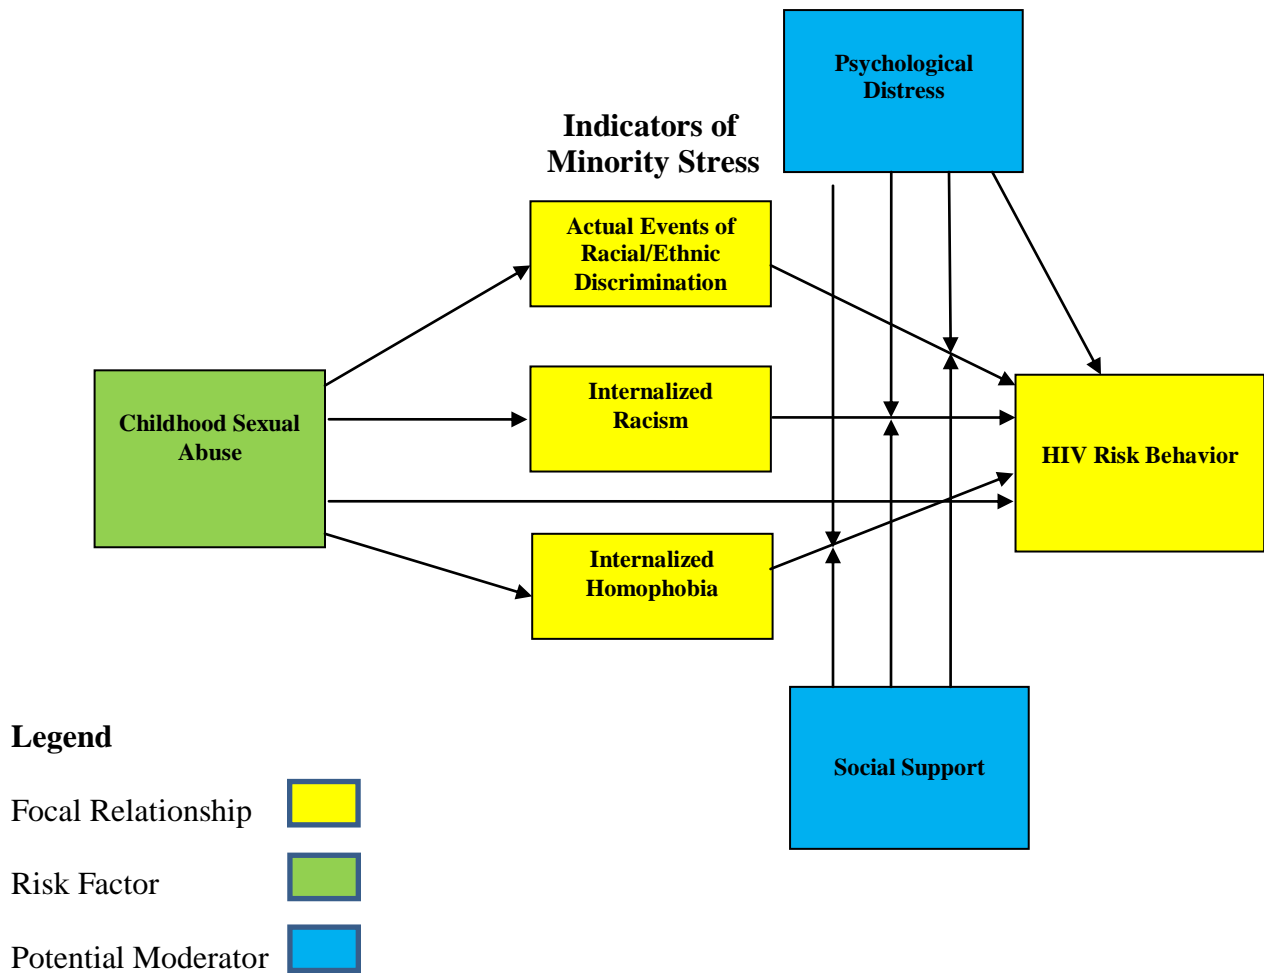 Psychological
Distress
Indicators of
Minority Stress
Actual Events of
Racial/Ethnic
Discrimination
Childhood Sexual
Abuse
Internalized
Racism
HIV Risk Behavior
Internalized
Homophobia
Social Support
Legend
Focal Relationship
Risk Factor
Potential Moderator